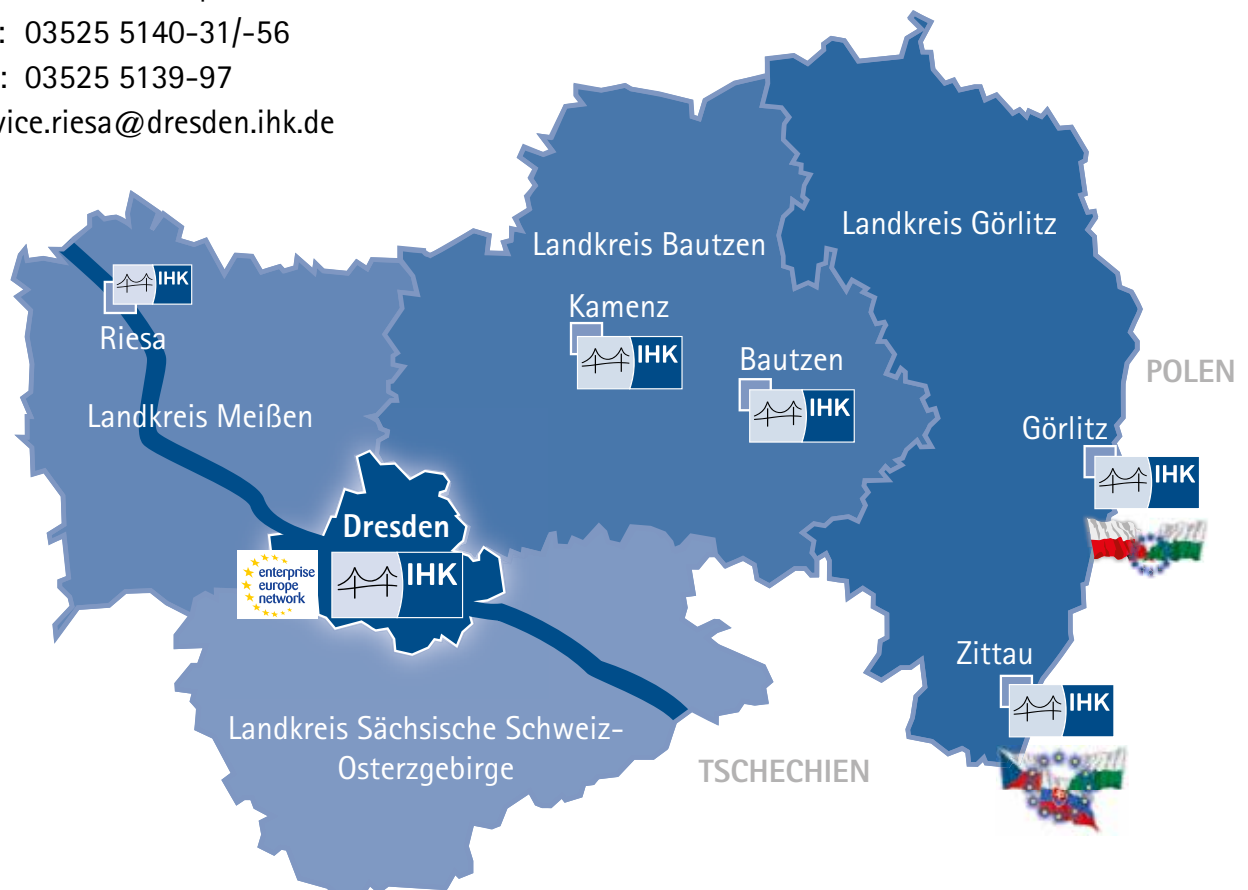 : 03525 5140-31/-56
: 03525 5139-97
vice.riesa@dresden.ihk.de
Landkreis Görlitz
Landkreis Bautzen
IHK
Riesa
Kamenz
IHK
Bautzen
IHK
POLEN
Landkreis Meißen
Görlitz
IHK
Dresden
enterprise
europe
network
IHK
Zittau
IHK
Landkreis Sächsische Schweiz-
Osterzgebirge
TSCHECHIEN